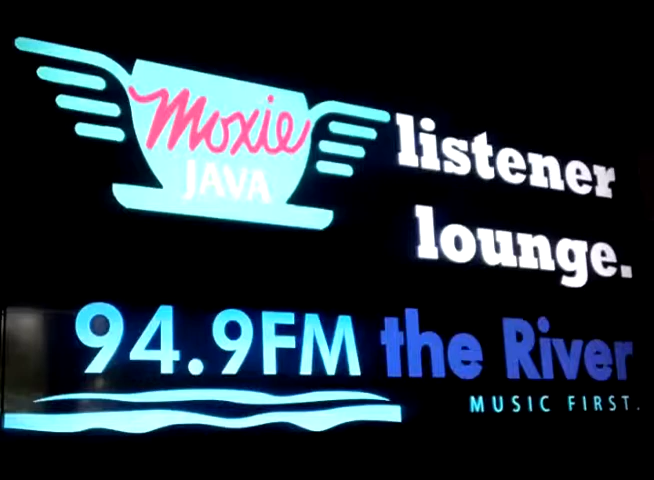 Moxie
JAVA
listener
lounge.
94.9FM the River
MUSIC FIRST.